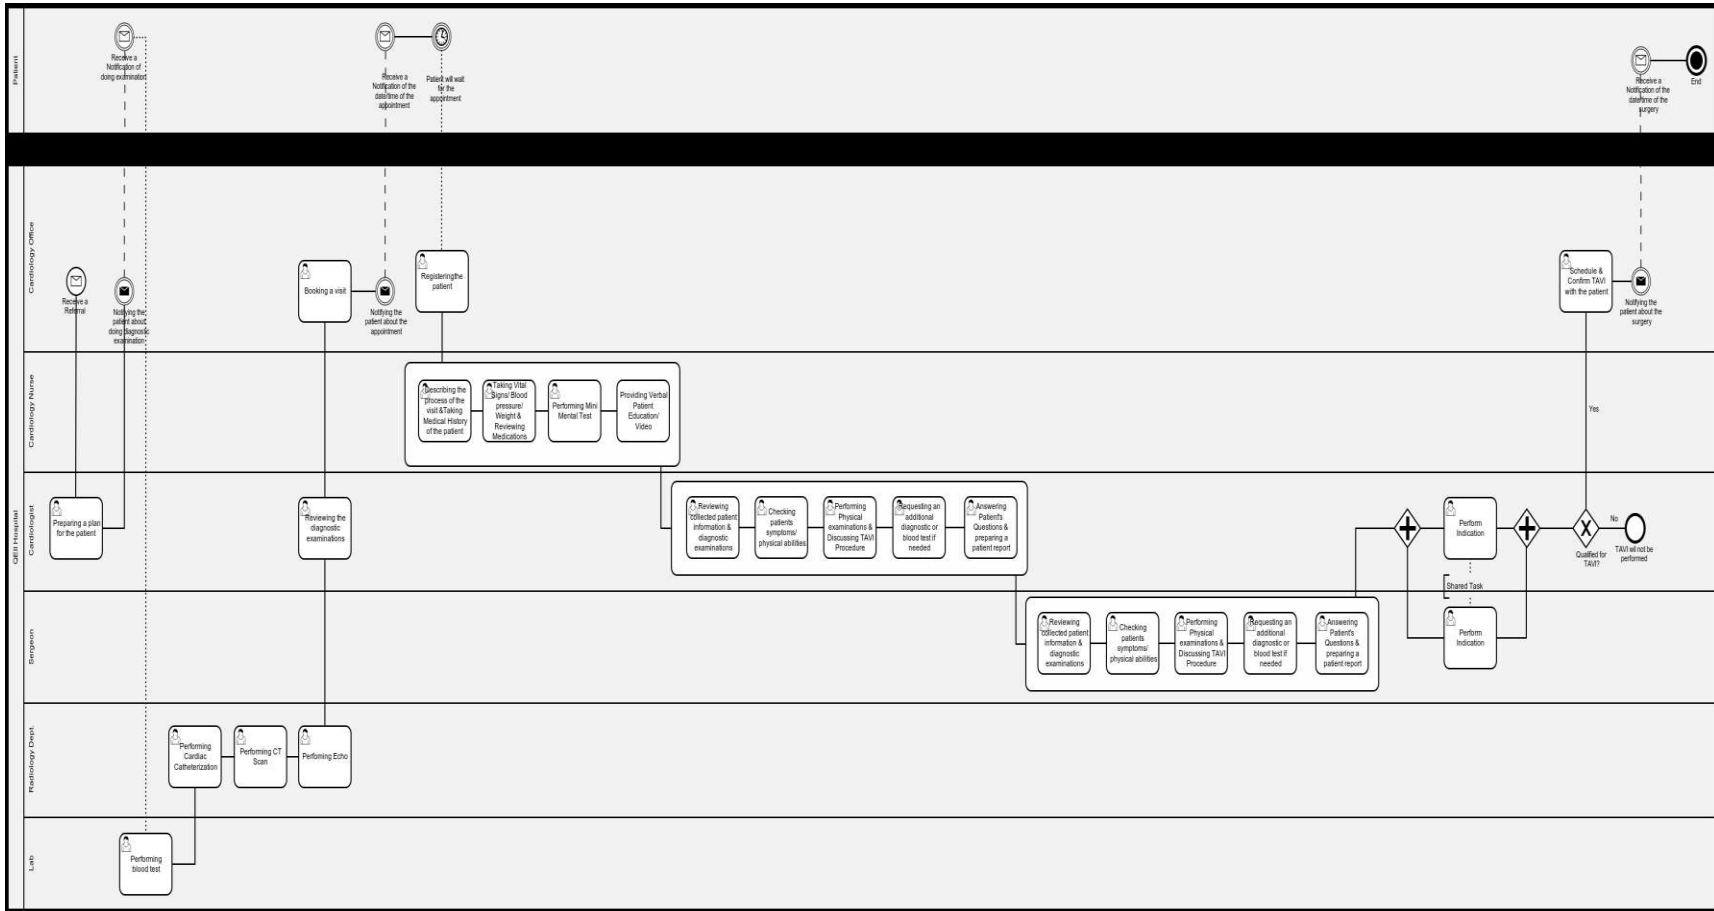 Patient
Receive a
Notification of
doing examination
Receive a
Notification of the
date/time of the
appointment
Patient will wait
for the
appointment
Receive a
Notification of the
date/time of the
surgery
End
QEII Hospital
Cardiology Office
Receive a
Referral
Notifying the
patient about
doing diagnostic
examination
Booking a visit
Notifying the
patient about the
appointment
Registeringthe
patient
Schedule &
Confirm TAVI
with the patient
Notifying the
patient about the
surgery
Cardiology Nurse
Describing the
process of the
visit &Taking
Medical History
of the patient
Taking Vital
Signs/ Blood
pressure/
Weight &
Reviewing
Medications
Performing Mini
Mental Test
Providing Verbal
Patient
Education/
Video
Yes
Cardiologist
Preparing a plan
for the patient
Reviewing the
diagnostic
examinations
Reviewing
collected patient
information &
diagnostic
examinations
Checking
patients
symptoms/
physical abilities
Performing
Physical
examinations &
Discussing TAVI
Procedure
Requesting an
additional
diagnostic or
blood test if
needed
Answering
Patient's
Questions &
preparing a
patient report
Perform
Indication
Qualified for
TAVI?
No
TAVI wil not be
performed
Shared Task
Sergeon
Reviewing
collected patient
information &
diagnostic
examinations
Checking
patients
symptoms/
physical abilities
Performing
Physical
examinations &
Discussing TAVI
Procedure
Requesting an
additional
diagnostic or
blood test if
needed
Answering
Patient's
Questions &
preparing a
patient report
Perform
Indication
Radiology Dept.
Performing
Cardiac
Catheterization
Performing CT
Scan
Perfoming Echo
Lab
Performing
blood test